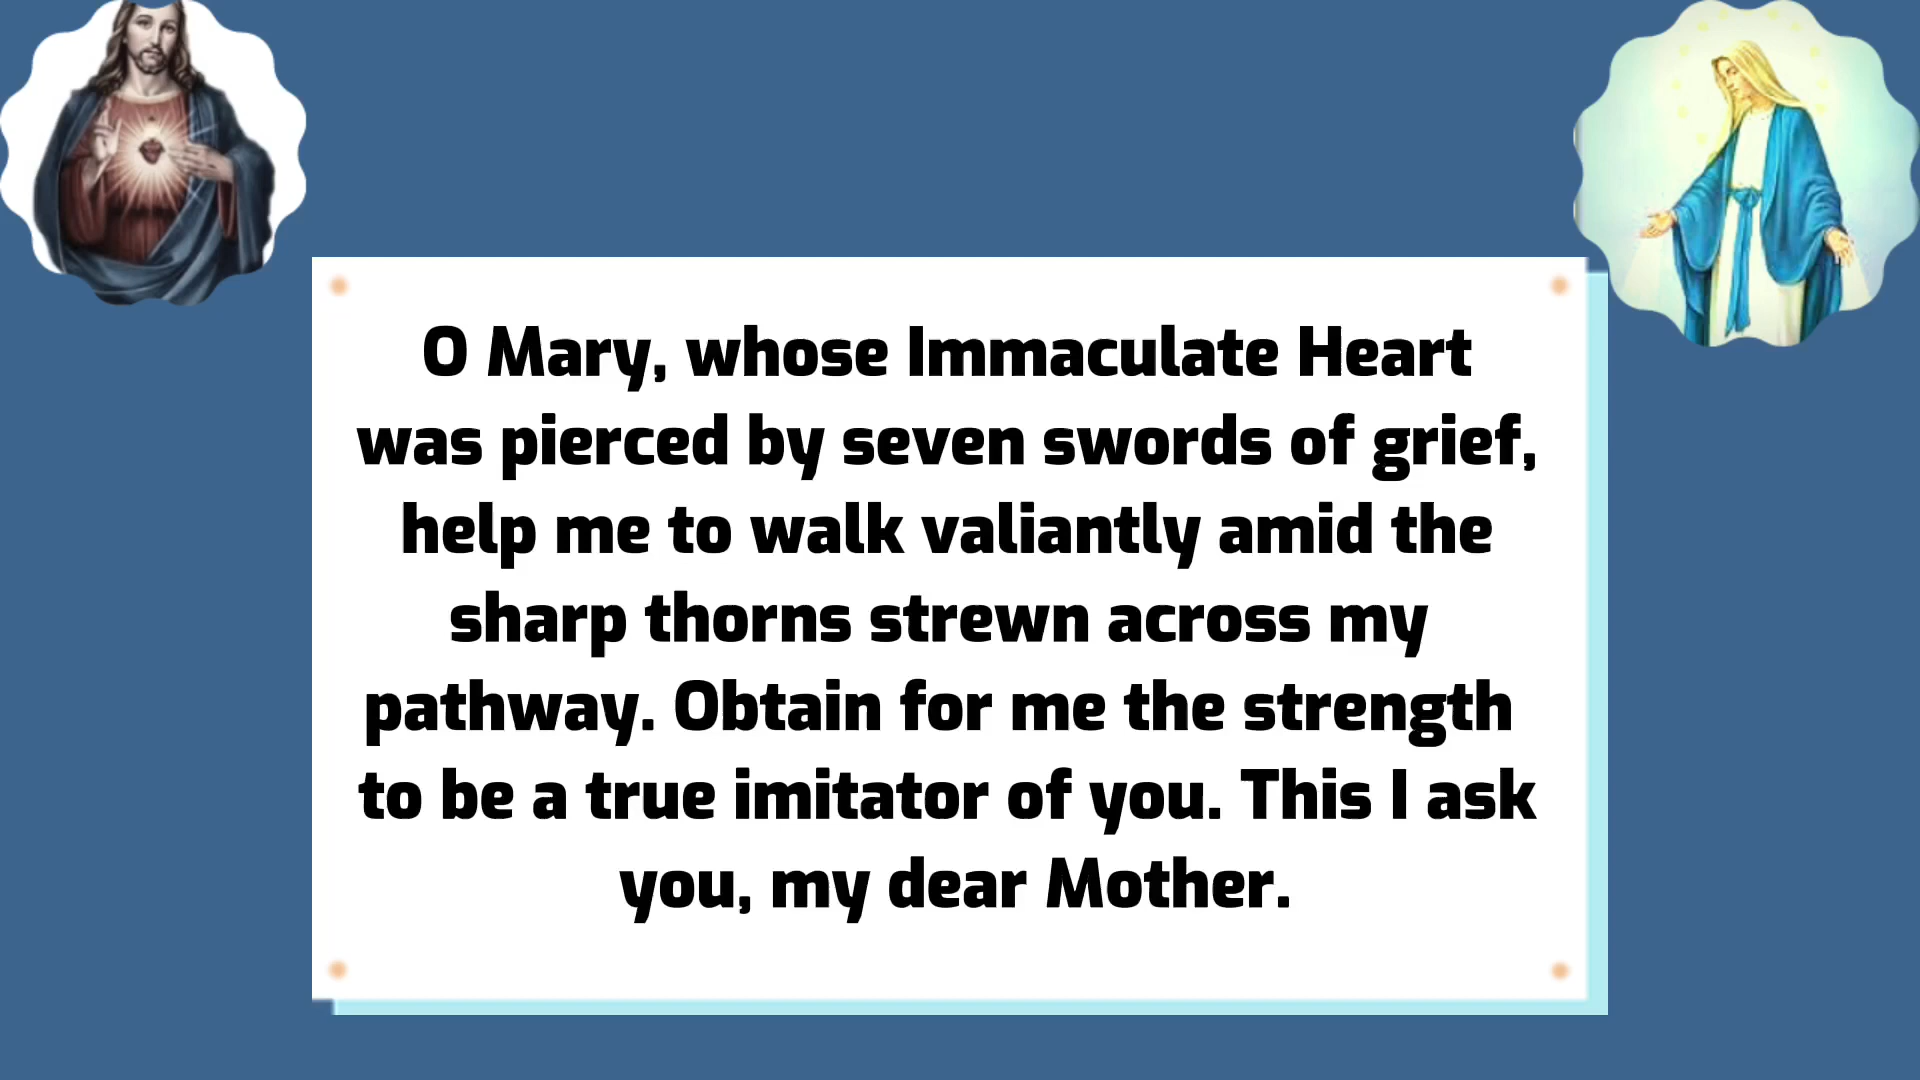 O Mary, whose Immaculate Heart
was pierced by seven swords of grief,
help me to walk valiantly amid the
sharp thorns strewn across my
pathway. Obtain for me the strength
to be a true imitator of you. This I ask
you, my dear Mother.